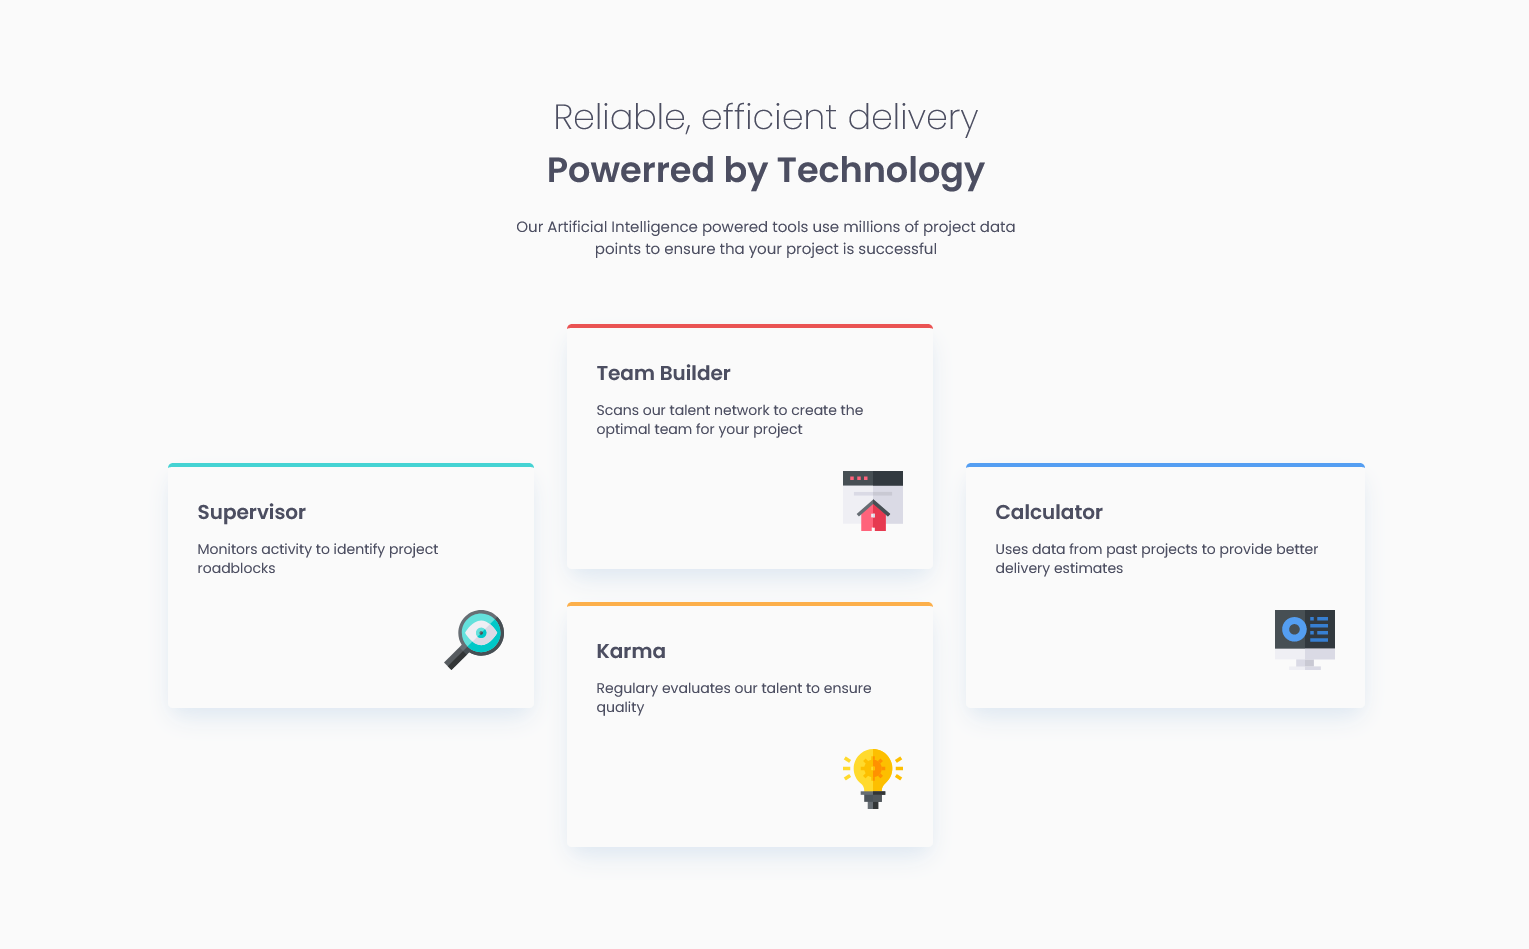 Reliable, efficient delivery
Powerred by Technology
Our Artificial Intelligence powered tools use millions of project data
points to ensure tha your project is successful
Team Builder
Scans our talent network to create the
optimal team for your project
Supervisor
Monitors activity to identify project
roadblocks
Calculator
Uses data from past projects to provide better
delivery estimates
Karma
Regulary evaluates our talent to ensure
quality